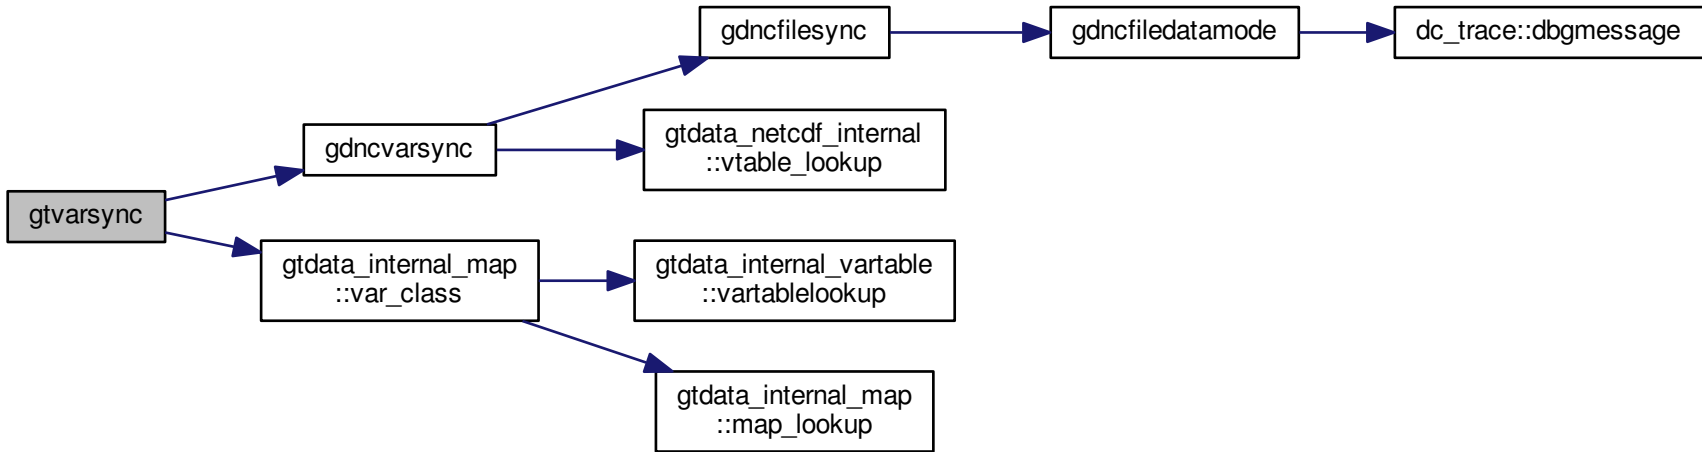 gtvarsync
gdncvarsync
gdncfilesync
gdncfiledatamode
dc_trace::dbgmessage
gtdata_netcdf_internal
::vtable_lookup
gtdata_internal_map
::var_class
gtdata_internal_vartable
::vartablelookup
gtdata_internal_map
::map_lookup